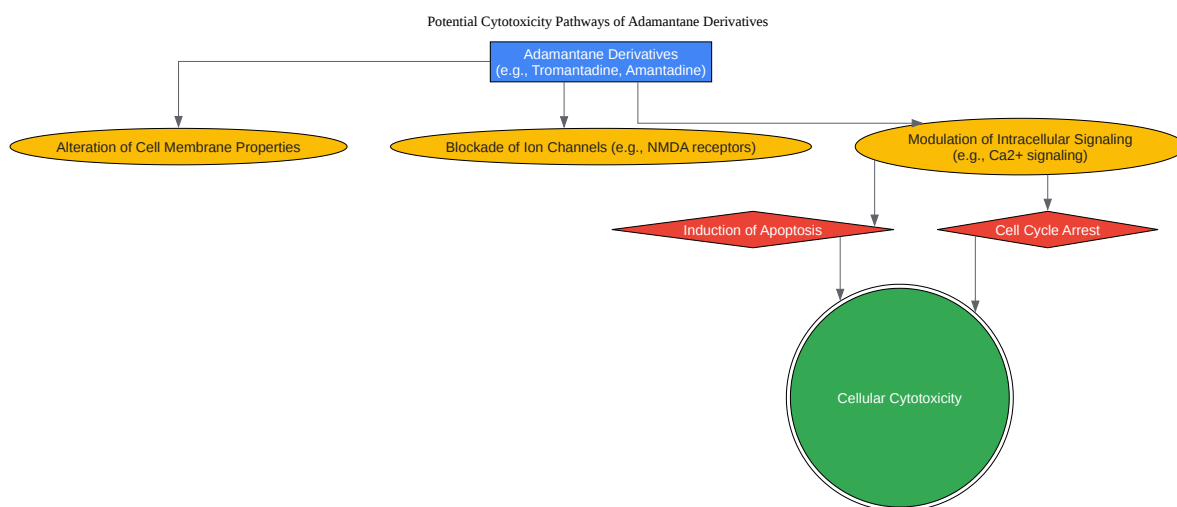 Potential Cytotoxicity Pathways of Adamantane Derivatives
Adamantane Derivatives
(e.g., Tromantadine, Amantadine)
Alteration of Cell Membrane Properties
Blockade of Ion Channels (e.g., NMDA receptors)
Modulation of Intracellular Signaling
(e.g., Ca2+ signaling)
Induction of Apoptosis
Cell Cycle Arrest
Cellular Cytotoxicity